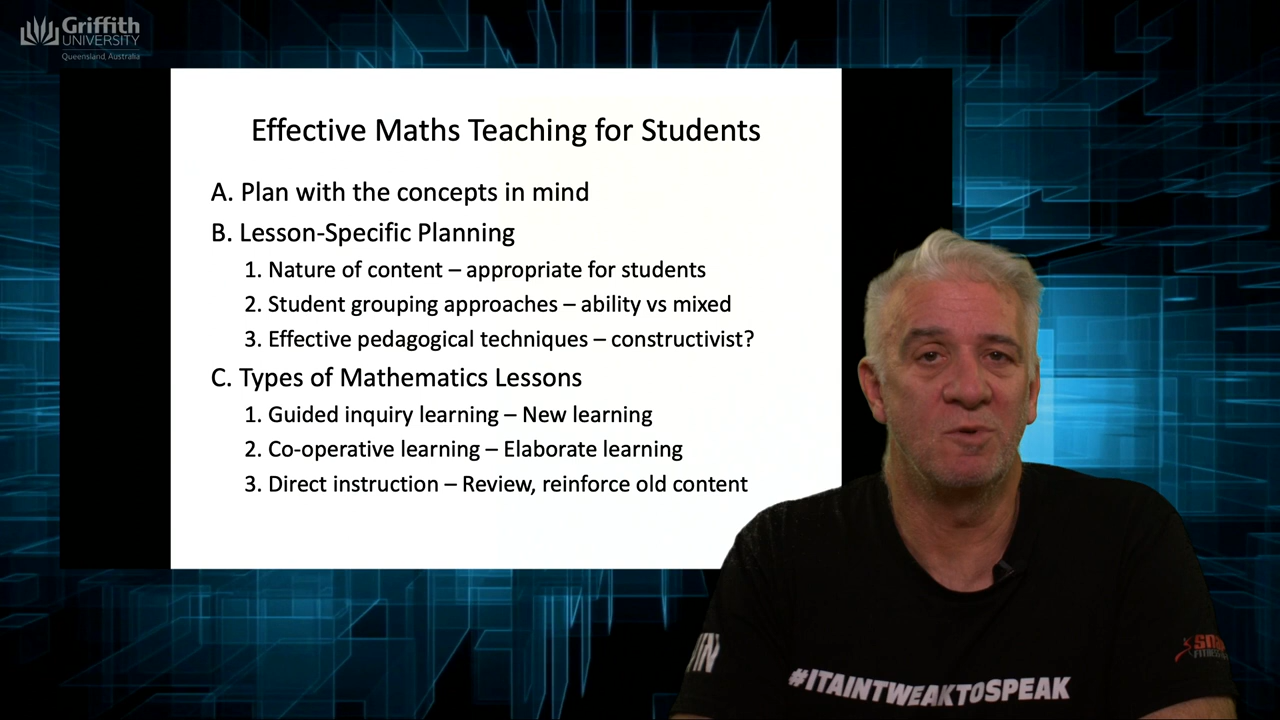 Griffith
UNIVERSITY
Queensland, Australia
Effective Maths Teaching for Students
A. Plan with the concepts in mind
B. Lesson-Specific Planning
1. Nature of content – appropriate for students
2. Student grouping approaches – ability vs mixed
3. Effective pedagogical techniques – constructivist?
C. Types of Mathematics Lessons
1. Guided inquiry learning – New learning
2. Co-operative learning – Elaborate learning
3. Direct instruction – Review, reinforce old content
#ITAINTWEAKTOSPEAK